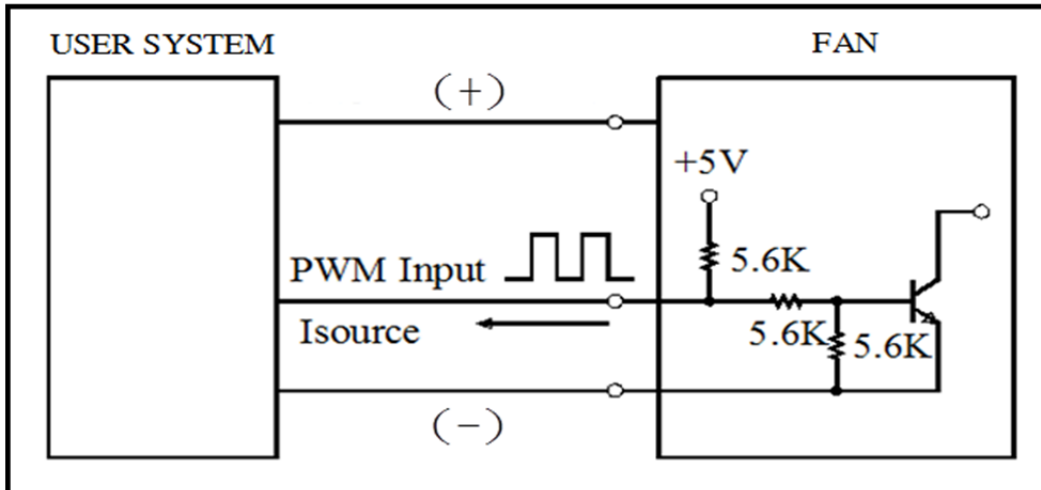 USER SYSTEM
FAN
(+)
+5V
5.6K
PWM Input
Isource
5.6K
5.6K
(−)